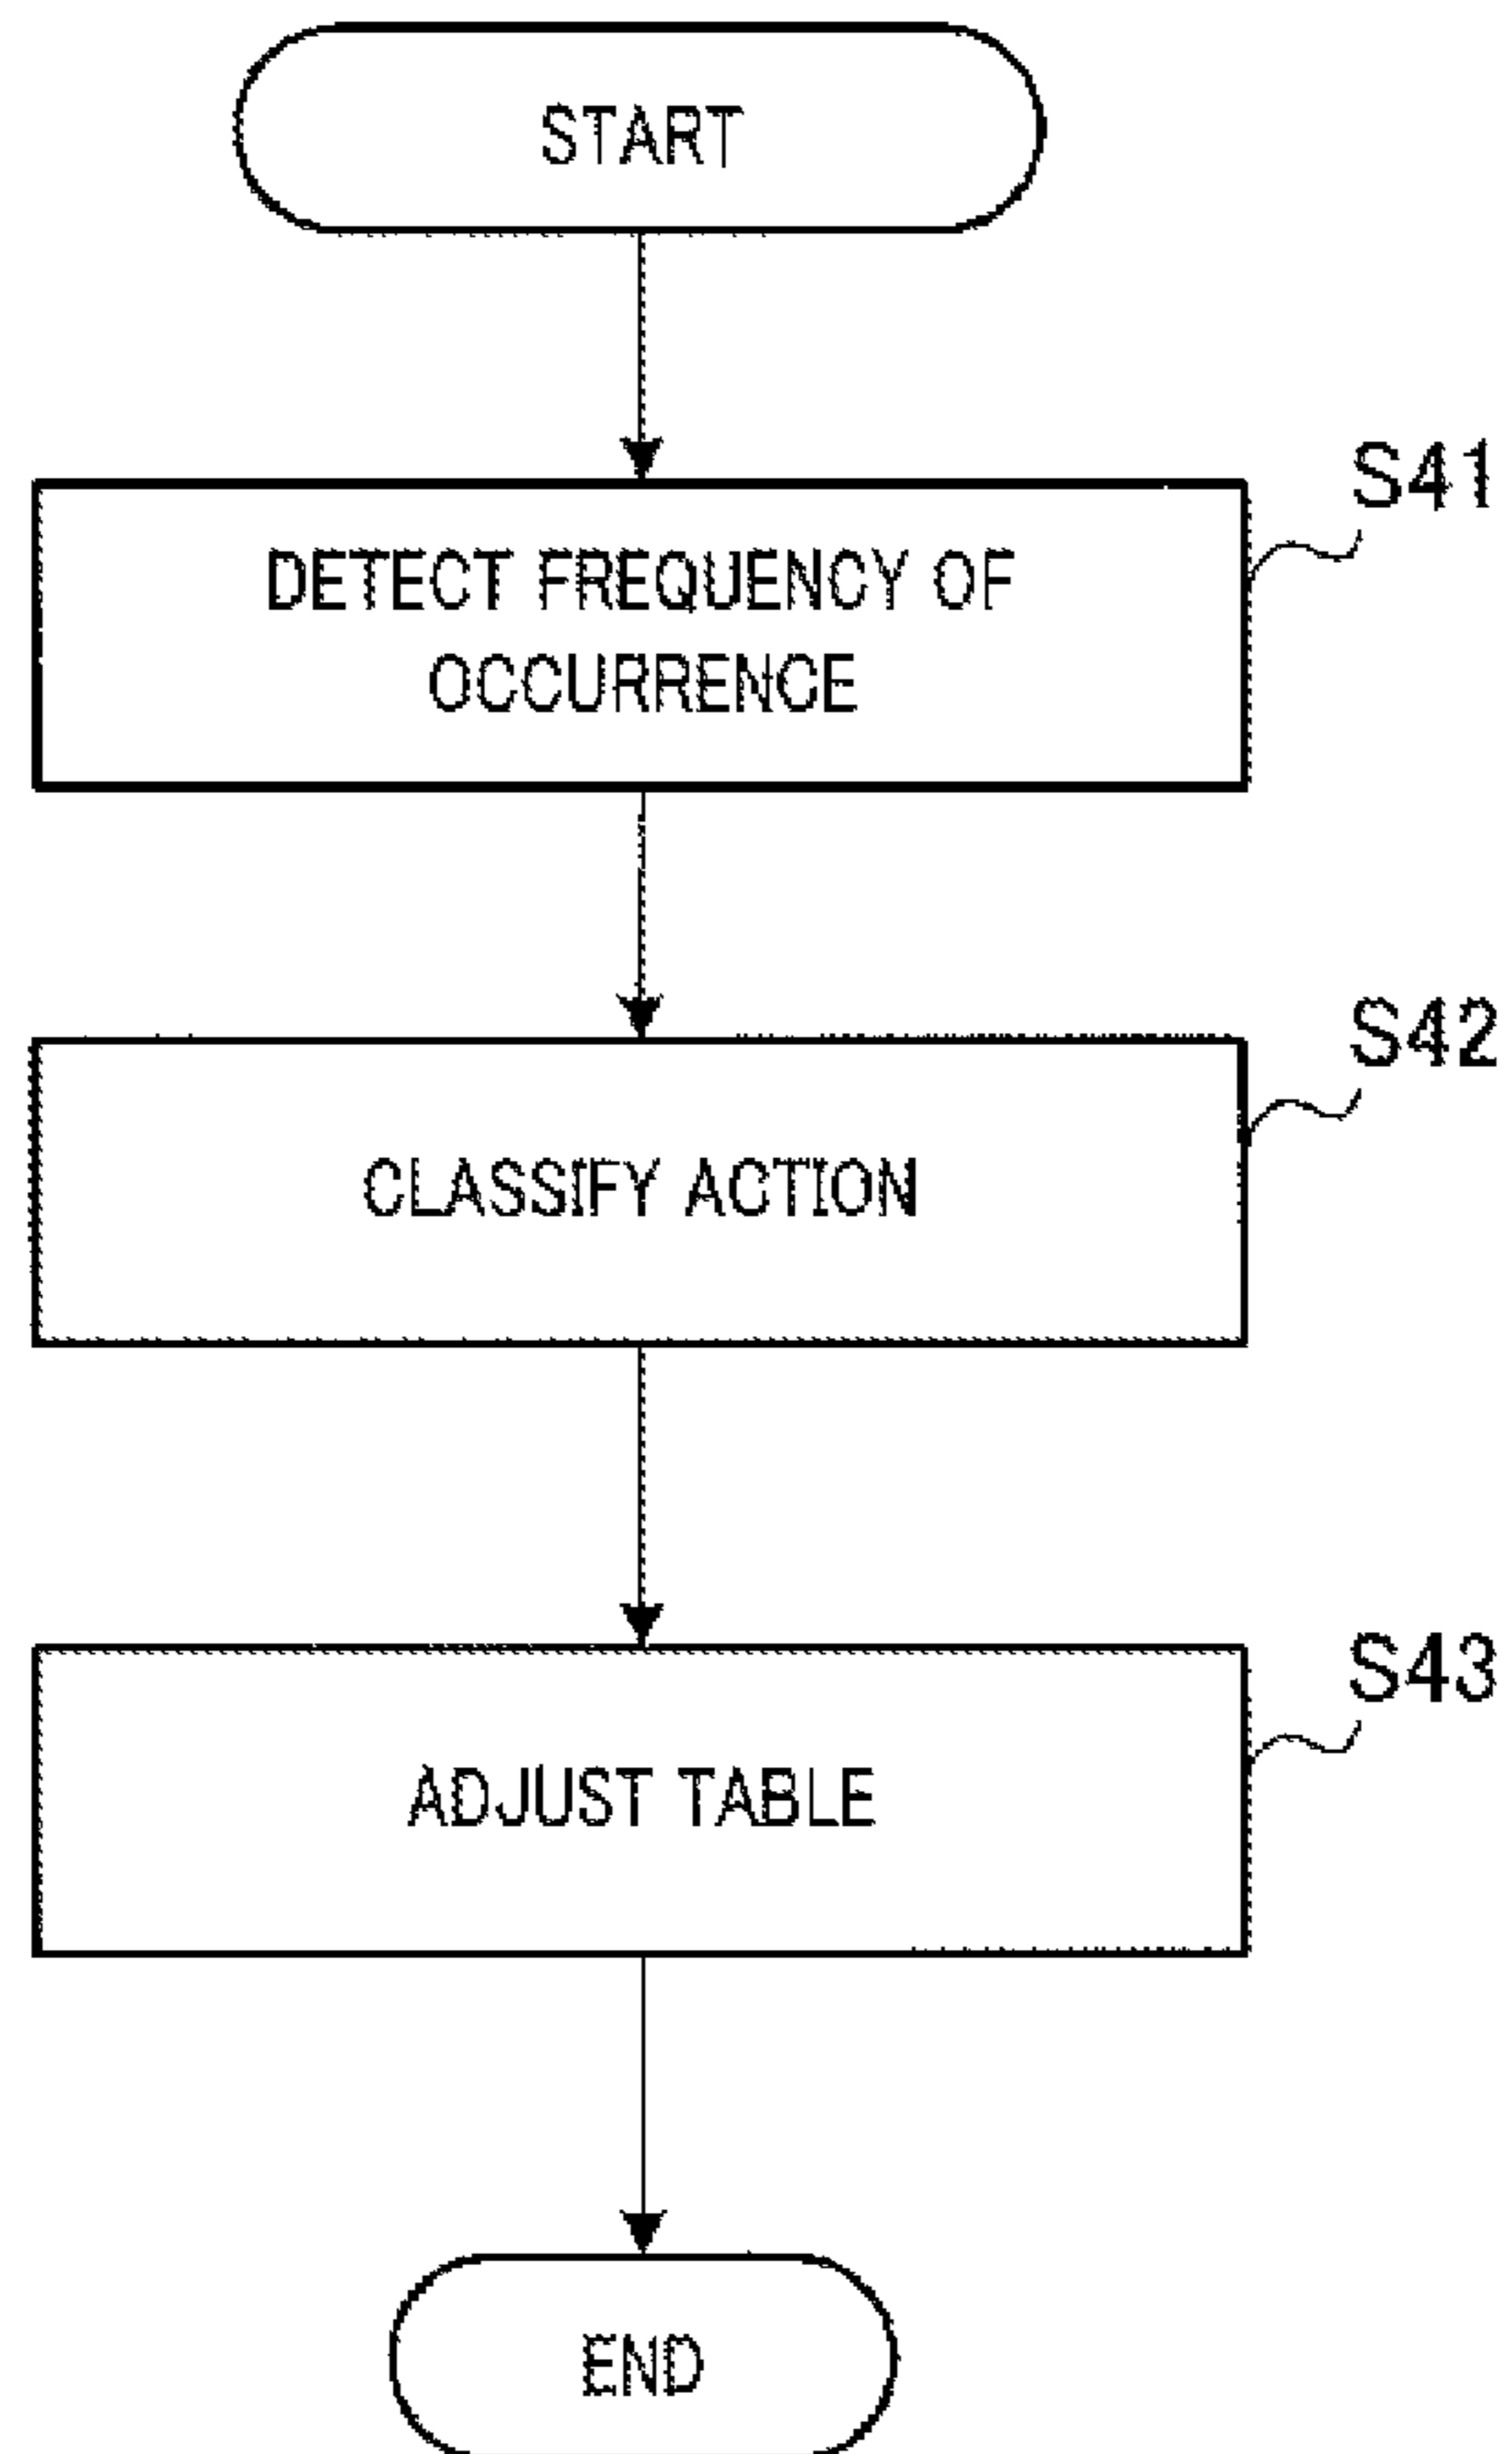 START
S41
DETECT FREQUENCY OF
OCCURRENCE
S42
CLASSIFY ACTION
S43
ADJUST TABLE
END